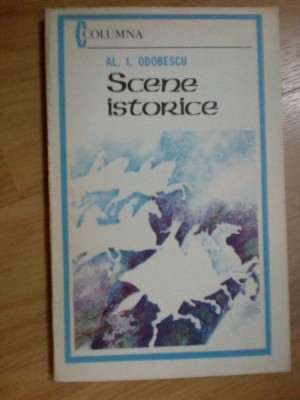 COLUMNA
AL. I. ODOBESCU
Scene
istorice